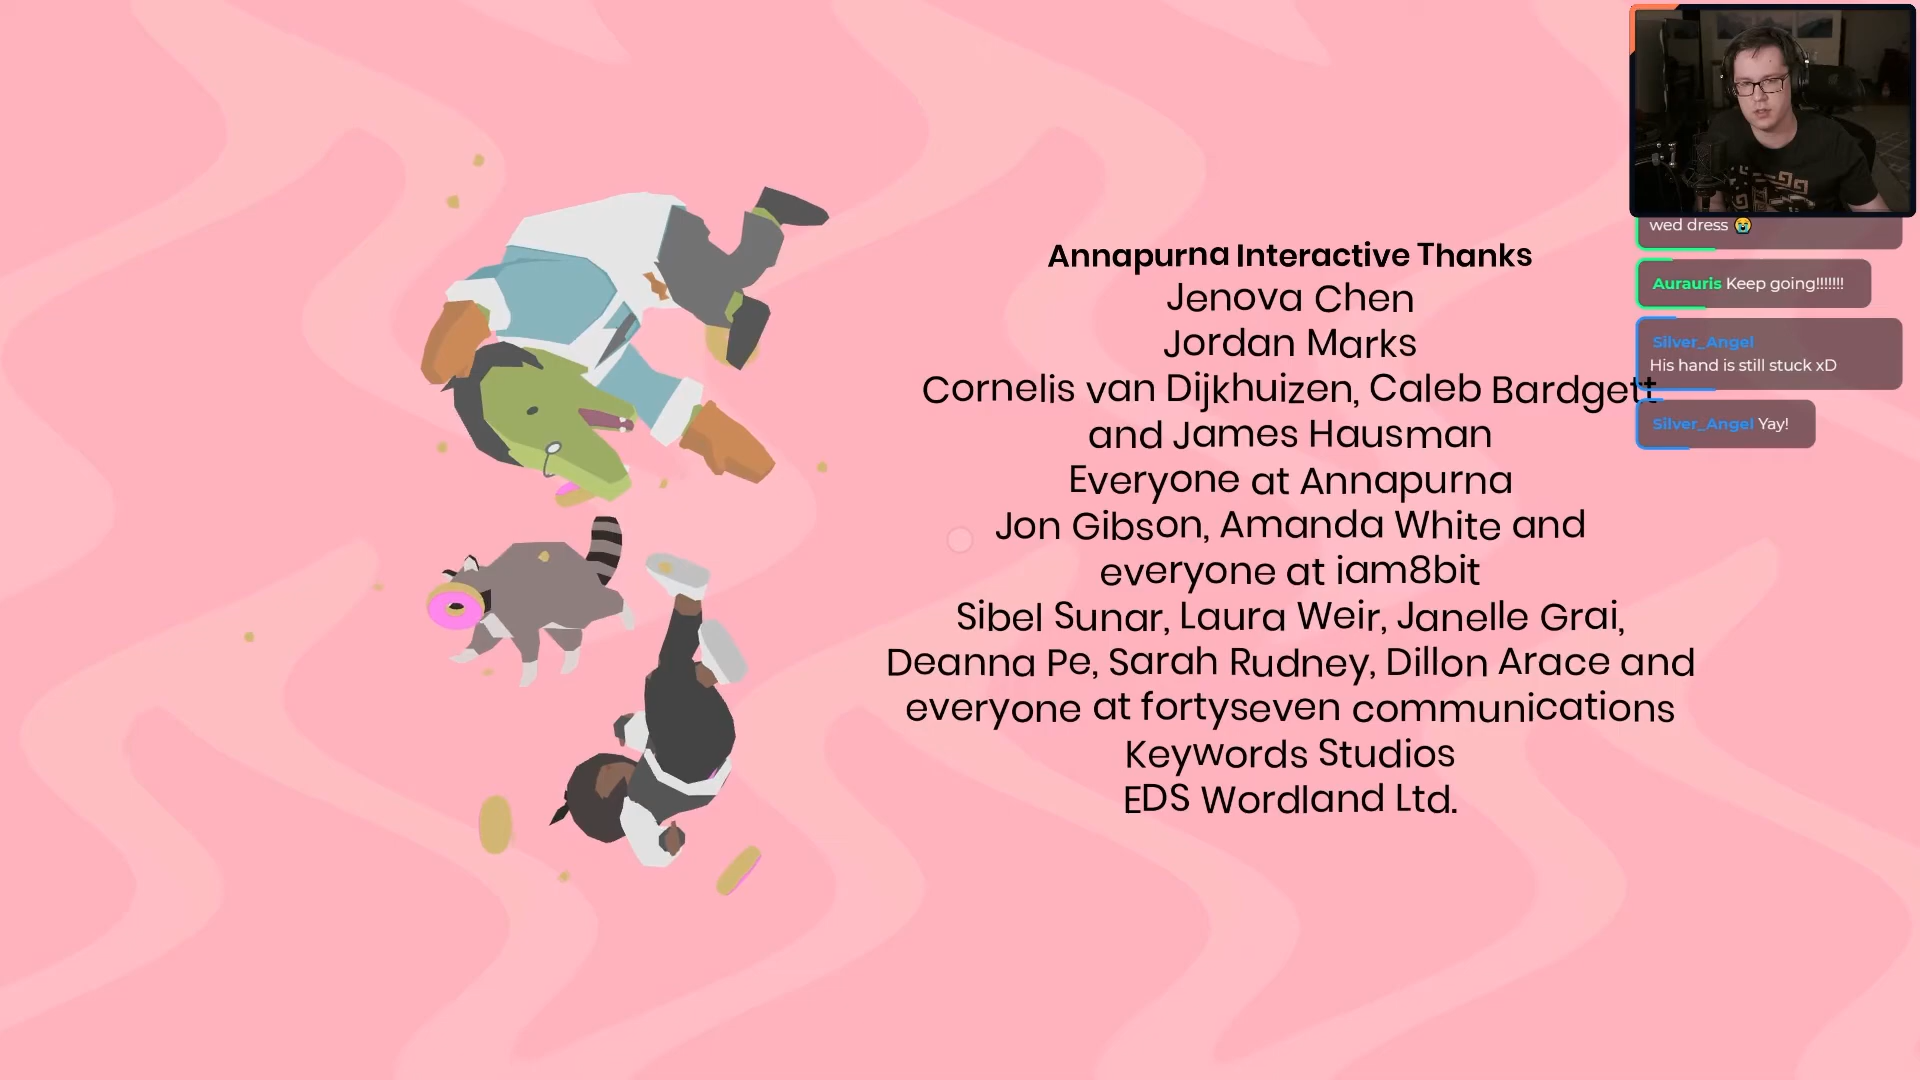 Annapurna Interactive Thanks
Jenova Chen
Jordan Marks
Cornelis van Dijkhuizen, Caleb Bardgett
and James Hausman
Everyone at Annapurna
Jon Gibson, Amanda White and
everyone at iam8bit
Sibel Sunar, Laura Weir, Janelle Grai,
Deanna Pe, Sarah Rudney, Dillon Arace and
everyone at fortyseven communications
Keywords Studios
EDS Wordland Ltd.
wed dress 😭
Aurauris Keep going!!!!!!!
Silver_Angel
His hand is still stuck xD
Silver_Angel Yay!